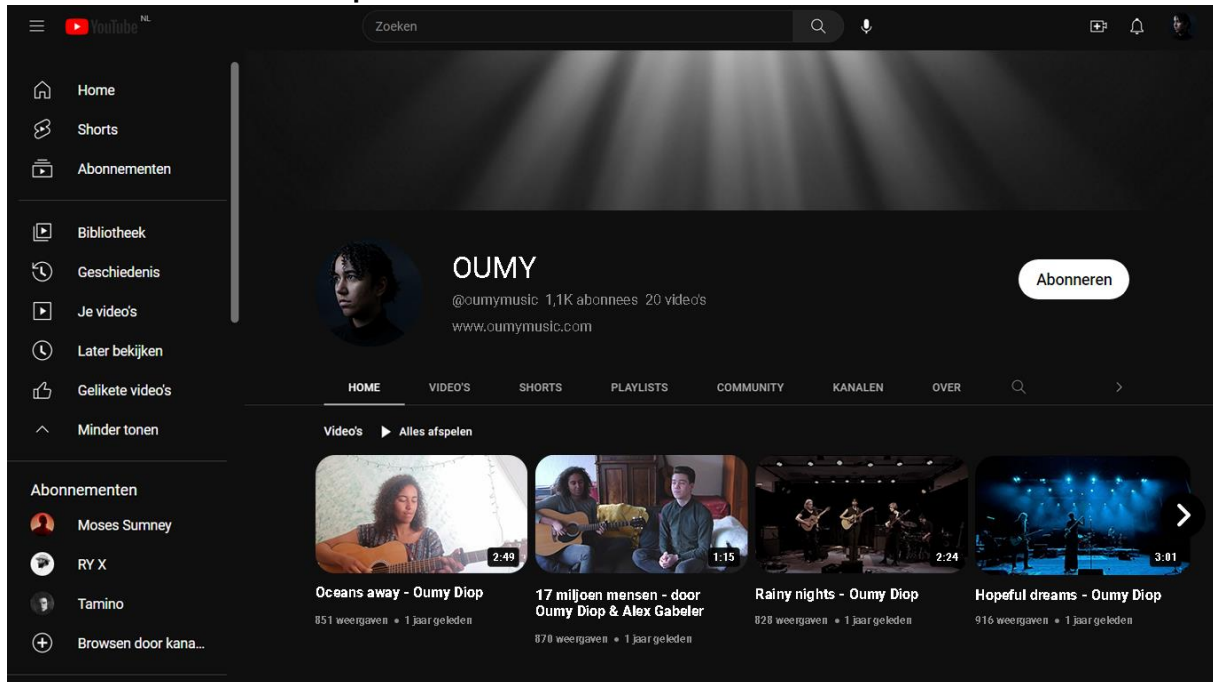 YouTube NL
Zoeken
Home
Shorts
Abonnementen
Bibliotheek
Geschiedenis
Je video's
Later bekijken
Gelikete video's
Minder tonen
Abonnementen
Moses Sumney
RY X
Tamino
Browsen door kana...
OUMY
@oumymusic 1,1K abonnees 20 video's
www.oumymusic.com
Abonneren
HOME VIDEO'S SHORTS PLAYLISTS COMMUNITY KANALEN OVER
Video's Alles afspelen
2:49
Oceans away - Oumy Diop
851 weergaven • 1 jaar geleden
1:15
17 miljoen mensen - door
Oumy Diop & Alex Gabeler
870 weergaven • 1 jaar geleden
2:24
Rainy nights - Oumy Diop
828 weergaven • 1 jaar geleden
3:01
Hopeful dreams - Oumy Diop
916 weergaven • 1 jaar geleden